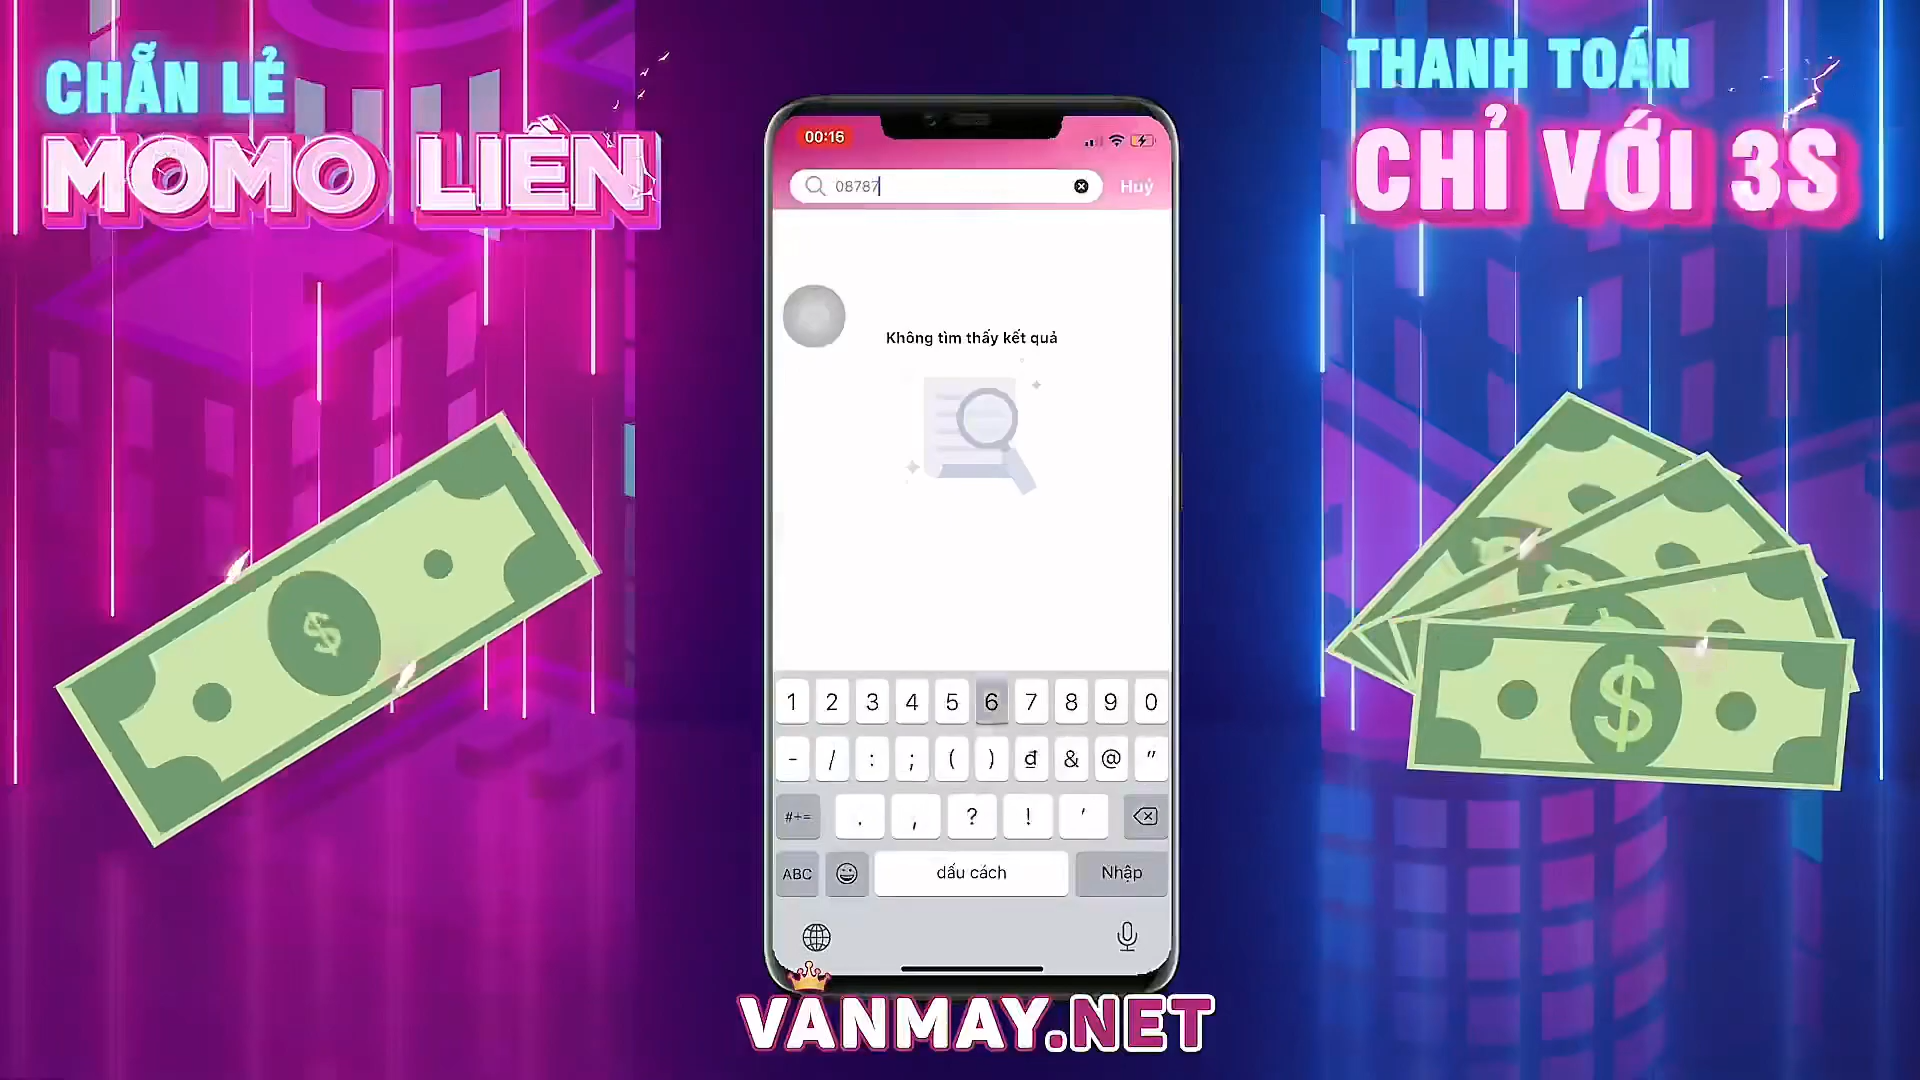 CHẴN LẺ
MOMO LIỀN
THANH TOÁN
CHỈ VỚI 3S
00:16
08787
Huỷ
Không tìm thấy kết quả
1 2 3 4 5 6 7 8 9 0
- / : ; ( ) đ & @ "
#+= . , ? ! '
ABC dấu cách Nhập
VANMAY.NET